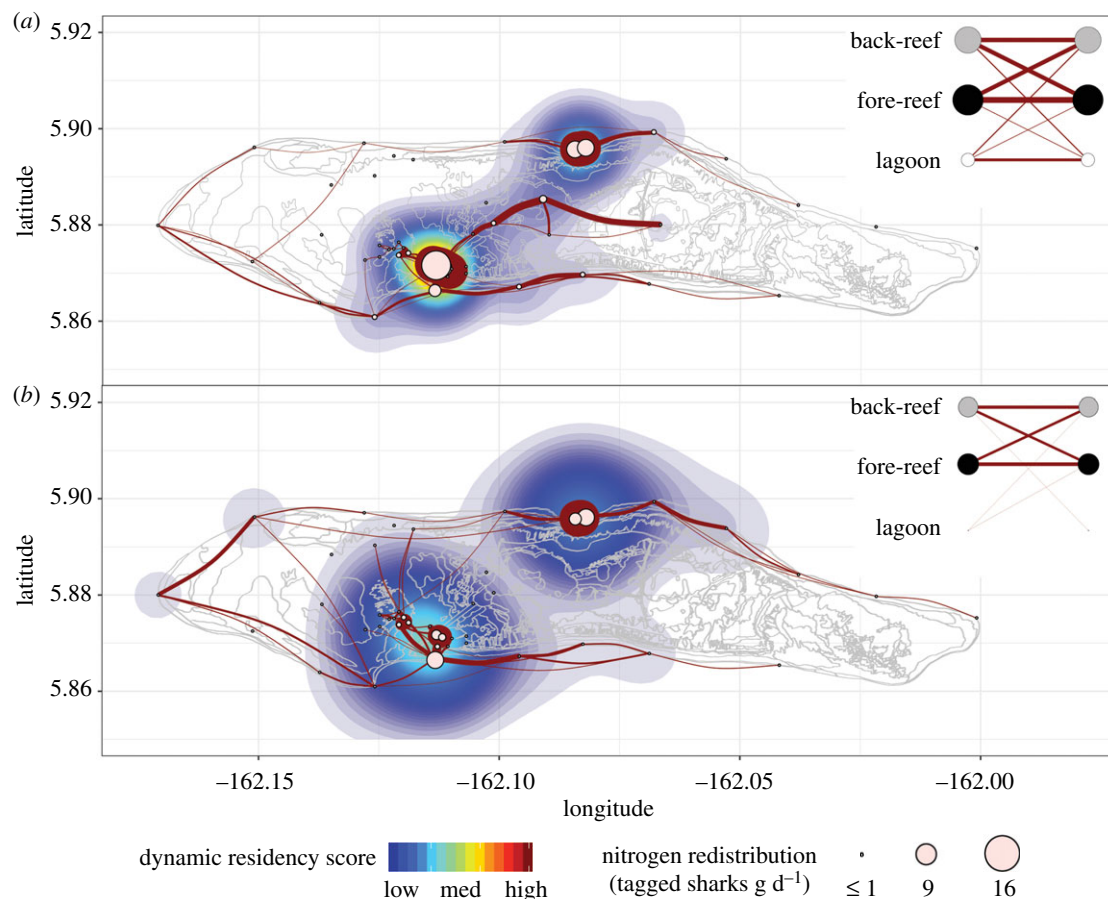 (a)
5.92
5.90
5.88
5.86
latitude
back-reef
fore-reef
lagoon
(b)
5.92
5.90
5.88
5.86
latitude
back-reef
fore-reef
lagoon
−162.15 −162.10 −162.05 −162.00
longitude
dynamic residency score
low med high
nitrogen redistribution
(tagged sharks g d⁻¹)
≤ 1 9 16